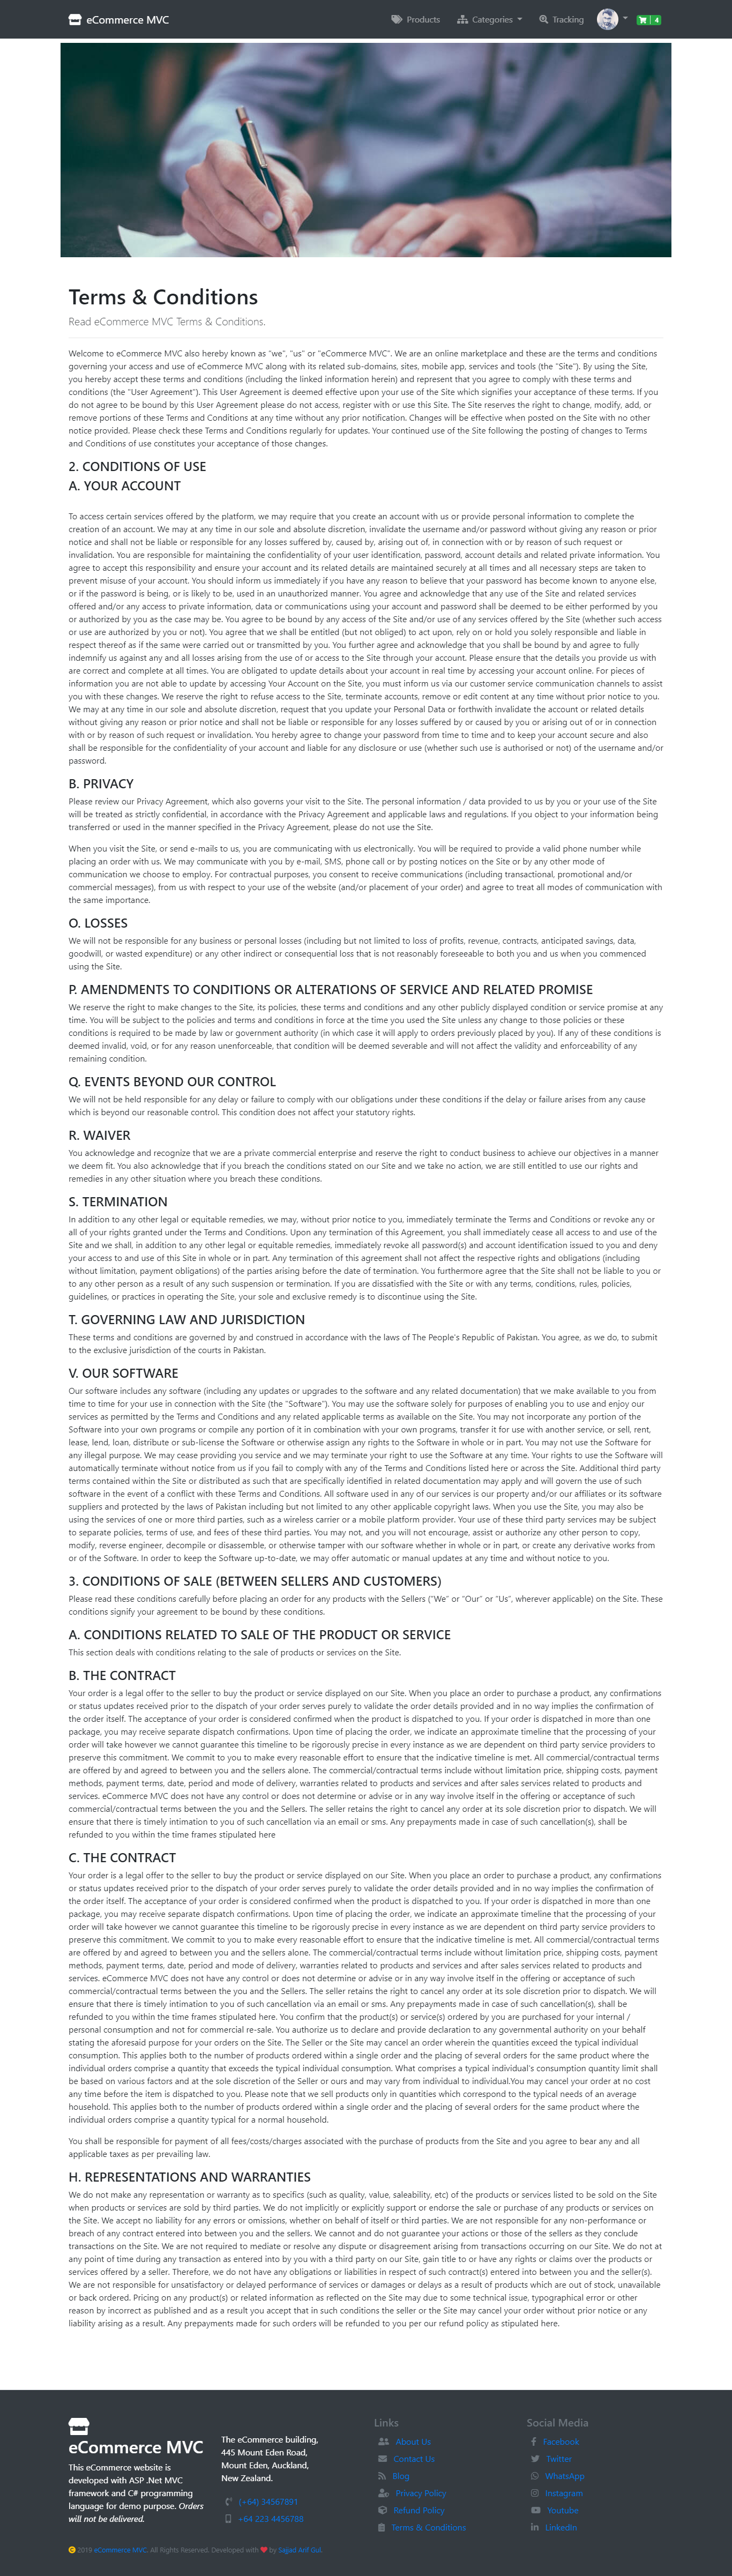 eCommerce MVC
Products
Categories
Tracking
4
Terms & Conditions
Read eCommerce MVC Terms & Conditions.
Welcome to eCommerce MVC also hereby known as "we", "us" or "eCommerce MVC". We are an online marketplace and these are the terms and conditions
governing your access and use of eCommerce MVC along with its related sub-domains, sites, mobile app, services and tools (the "Site"). By using the Site,
you hereby accept these terms and conditions (including the linked information herein) and represent that you agree to comply with these terms and
conditions (the "User Agreement"). This User Agreement is deemed effective upon your use of the Site which signifies your acceptance of these terms. If you
do not agree to be bound by this User Agreement please do not access, register with or use this Site. The Site reserves the right to change, modify, add, or
remove portions of these Terms and Conditions at any time without any prior notification. Changes will be effective when posted on the Site with no other
notice provided. Please check these Terms and Conditions regularly for updates. Your continued use of the Site following the posting of changes to Terms
and Conditions of use constitutes your acceptance of those changes.
2. CONDITIONS OF USE
A. YOUR ACCOUNT
To access certain services offered by the platform, we may require that you create an account with us or provide personal information to complete the
creation of an account. We may at any time in our sole and absolute discretion, invalidate the username and/or password without giving any reason or prior
notice and shall not be liable or responsible for any losses suffered by, caused by, arising out of, in connection with or by reason of such request or
invalidation. You are responsible for maintaining the confidentiality of your user identification, password, account details and related private information. You
agree to accept this responsibility and ensure your account and its related details are maintained securely at all times and all necessary steps are taken to
prevent misuse of your account. You should inform us immediately if you have any reason to believe that your password has become known to anyone else,
or if the password is being, or is likely to be, used in an unauthorized manner. You agree and acknowledge that any use of the Site and related services
offered and/or any access to private information, data or communications using your account and password shall be deemed to be either performed by you
or authorized by you as the case may be. You agree to be bound by any access of the Site and/or use of any services offered by the Site (whether such access
or use are authorized by you or not). You agree that we shall be entitled (but not obliged) to act upon, rely on or hold you solely responsible and liable in
respect thereof as if the same were carried out or transmitted by you. You further agree and acknowledge that you shall be bound by and agree to fully
indemnify us against any and all losses arising from the use of or access to the Site through your account. Please ensure that the details you provide us with
are correct and complete at all times. You are obligated to update details about your account in real time by accessing your account online. For pieces of
information you are not able to update by accessing Your Account on the Site, you must inform us via our customer service communication channels to assist
you with these changes. We reserve the right to refuse access to the Site, terminate accounts, remove or edit content at any time without prior notice to you.
We may at any time in our sole and absolute discretion, request that you update your Personal Data or forthwith invalidate the account or related details
without giving any reason or prior notice and shall not be liable or responsible for any losses suffered by or caused by you or arising out of or in connection
with or by reason of such request or invalidation. You hereby agree to change your password from time to time and to keep your account secure and also
shall be responsible for the confidentiality of your account and liable for any disclosure or use (whether such use is authorised or not) of the username and/or
password.
B. PRIVACY
Please review our Privacy Agreement, which also governs your visit to the Site. The personal information / data provided to us by you or your use of the Site
will be treated as strictly confidential, in accordance with the Privacy Agreement and applicable laws and regulations. If you object to your information being
transferred or used in the manner specified in the Privacy Agreement, please do not use the Site.
When you visit the Site, or send e-mails to us, you are communicating with us electronically. You will be required to provide a valid phone number while
placing an order with us. We may communicate with you by e-mail, SMS, phone call or by posting notices on the Site or by any other mode of
communication we choose to employ. For contractual purposes, you consent to receive communications (including transactional, promotional and/or
commercial messages), from us with respect to your use of the website (and/or placement of your order) and agree to treat all modes of communication with
the same importance.
O. LOSSES
We will not be responsible for any business or personal losses (including but not limited to loss of profits, revenue, contracts, anticipated savings, data,
goodwill, or wasted expenditure) or any other indirect or consequential loss that is not reasonably foreseeable to both you and us when you commenced
using the Site.
P. AMENDMENTS TO CONDITIONS OR ALTERATIONS OF SERVICE AND RELATED PROMISE
We reserve the right to make changes to the Site, its policies, these terms and conditions and any other publicly displayed condition or service promise at any
time. You will be subject to the policies and terms and conditions in force at the time you used the Site unless any change to those policies or these
conditions is required to be made by law or government authority (in which case it will apply to orders previously placed by you). If any of these conditions is
deemed invalid, void, or for any reason unenforceable, that condition will be deemed severable and will not affect the validity and enforceability of any
remaining condition.
Q. EVENTS BEYOND OUR CONTROL
We will not be held responsible for any delay or failure to comply with our obligations under these conditions if the delay or failure arises from any cause
which is beyond our reasonable control. This condition does not affect your statutory rights.
R. WAIVER
You acknowledge and recognize that we are a private commercial enterprise and reserve the right to conduct business to achieve our objectives in a manner
we deem fit. You also acknowledge that if you breach the conditions stated on our Site and we take no action, we are still entitled to use our rights and
remedies in any other situation where you breach these conditions.
S. TERMINATION
In addition to any other legal or equitable remedies, we may, without prior notice to you, immediately terminate the Terms and Conditions or revoke any or
all of your rights granted under the Terms and Conditions. Upon any termination of this Agreement, you shall immediately cease all access to and use of the
Site and we shall, in addition to any other legal or equitable remedies, immediately revoke all password(s) and account identification issued to you and deny
your access to and use of this Site in whole or in part. Any termination of this agreement shall not affect the respective rights and obligations (including
without limitation, payment obligations) of the parties arising before the date of termination. You furthermore agree that the Site shall not be liable to you or
to any other person as a result of any such suspension or termination. If you are dissatisfied with the Site or with any terms, conditions, rules, policies,
guidelines, or practices in operating the Site, your sole and exclusive remedy is to discontinue using the Site.
T. GOVERNING LAW AND JURISDICTION
These terms and conditions are governed by and construed in accordance with the laws of The People's Republic of Pakistan. You agree, as we do, to submit
to the exclusive jurisdiction of the courts in Pakistan.
V. OUR SOFTWARE
Our software includes any software (including any updates or upgrades to the software and any related documentation) that we make available to you from
time to time for your use in connection with the Site (the "Software"). You may use the software solely for purposes of enabling you to use and enjoy our
services as permitted by the Terms and Conditions and any related applicable terms as available on the Site. You may not incorporate any portion of the
Software into your own programs or compile any portion of it in combination with your own programs, transfer it for use with another service, or sell, rent,
lease, lend, loan, distribute or sub-license the Software or otherwise assign any rights to the Software in whole or in part. You may not use the Software for
any illegal purpose. We may cease providing you service and we may terminate your right to use the Software at any time. Your rights to use the Software will
automatically terminate without notice from us if you fail to comply with any of the Terms and Conditions listed here or across the Site. Additional third party
terms contained within the Site or distributed as such that are specifically identified in related documentation may apply and will govern the use of such
software in the event of a conflict with these Terms and Conditions. All software used in any of our services is our property and/or our affiliates or its software
suppliers and protected by the laws of Pakistan including but not limited to any other applicable copyright laws. When you use the Site, you may also be
using the services of one or more third parties, such as a wireless carrier or a mobile platform provider. Your use of these third party services may be subject
to separate policies, terms of use, and fees of these third parties. You may not, and you will not encourage, assist or authorize any other person to copy,
modify, reverse engineer, decompile or disassemble, or otherwise tamper with our software whether in whole or in part, or create any derivative works from
or of the Software. In order to keep the Software up-to-date, we may offer automatic or manual updates at any time and without notice to you.
3. CONDITIONS OF SALE (BETWEEN SELLERS AND CUSTOMERS)
Please read these conditions carefully before placing an order for any products with the Sellers ("We" or "Our" or "Us", wherever applicable) on the Site. These
conditions signify your agreement to be bound by these conditions.
A. CONDITIONS RELATED TO SALE OF THE PRODUCT OR SERVICE
This section deals with conditions relating to the sale of products or services on the Site.
B. THE CONTRACT
Your order is a legal offer to the seller to buy the product or service displayed on our Site. When you place an order to purchase a product, any confirmations
or status updates received prior to the dispatch of your order serves purely to validate the order details provided and in no way implies the confirmation of
the order itself. The acceptance of your order is considered confirmed when the product is dispatched to you. If your order is dispatched in more than one
package, you may receive separate dispatch confirmations. Upon time of placing the order, we indicate an approximate timeline that the processing of your
order will take however we cannot guarantee this timeline to be rigorously precise in every instance as we are dependent on third party service providers to
preserve this commitment. We commit to you to make every reasonable effort to ensure that the indicative timeline is met. All commercial/contractual terms
are offered by and agreed to between you and the sellers alone. The commercial/contractual terms include without limitation price, shipping costs, payment
methods, payment terms, date, period and mode of delivery, warranties related to products and services and after sales services related to products and
services. eCommerce MVC does not have any control or does not determine or advise or in any way involve itself in the offering or acceptance of such
commercial/contractual terms between the you and the Sellers. The seller retains the right to cancel any order at its sole discretion prior to dispatch. We will
ensure that there is timely intimation to you of such cancellation via an email or sms. Any prepayments made in case of such cancellation(s), shall be
refunded to you within the time frames stipulated here
C. THE CONTRACT
Your order is a legal offer to the seller to buy the product or service displayed on our Site. When you place an order to purchase a product, any confirmations
or status updates received prior to the dispatch of your order serves purely to validate the order details provided and in no way implies the confirmation of
the order itself. The acceptance of your order is considered confirmed when the product is dispatched to you. If your order is dispatched in more than one
package, you may receive separate dispatch confirmations. Upon time of placing the order, we indicate an approximate timeline that the processing of your
order will take however we cannot guarantee this timeline to be rigorously precise in every instance as we are dependent on third party service providers to
preserve this commitment. We commit to you to make every reasonable effort to ensure that the indicative timeline is met. All commercial/contractual terms
are offered by and agreed to between you and the sellers alone. The commercial/contractual terms include without limitation price, shipping costs, payment
methods, payment terms, date, period and mode of delivery, warranties related to products and services and after sales services related to products and
services. eCommerce MVC does not have any control or does not determine or advise or in any way involve itself in the offering or acceptance of such
commercial/contractual terms between the you and the Sellers. The seller retains the right to cancel any order at its sole discretion prior to dispatch. We will
ensure that there is timely intimation to you of such cancellation via an email or sms. Any prepayments made in case of such cancellation(s), shall be
refunded to you within the time frames stipulated here. You confirm that the product(s) or service(s) ordered by you are purchased for your internal /
personal consumption and not for commercial re-sale. You authorize us to declare and provide declaration to any governmental authority on your behalf
stating the aforesaid purpose for your orders on the Site. The Seller or the Site may cancel an order wherein the quantities exceed the typical individual
consumption. This applies both to the number of products ordered within a single order and the placing of several orders for the same product where the
individual orders comprise a quantity that exceeds the typical individual consumption. What comprises a typical individual's consumption quantity limit shall
be based on various factors and at the sole discretion of the Seller or ours and may vary from individual to individual.You may cancel your order at no cost
any time before the item is dispatched to you. Please note that we sell products only in quantities which correspond to the typical needs of an average
household. This applies both to the number of products ordered within a single order and the placing of several orders for the same product where the
individual orders comprise a quantity typical for a normal household.
You shall be responsible for payment of all fees/costs/charges associated with the purchase of products from the Site and you agree to bear any and all
applicable taxes as per prevailing law.
H. REPRESENTATIONS AND WARRANTIES
We do not make any representation or warranty as to specifics (such as quality, value, saleability, etc) of the products or services listed to be sold on the Site
when products or services are sold by third parties. We do not implicitly or explicitly support or endorse the sale or purchase of any products or services on
the Site. We accept no liability for any errors or omissions, whether on behalf of itself or third parties. We are not responsible for any non-performance or
breach of any contract entered into between you and the sellers. We cannot and do not guarantee your actions or those of the sellers as they conclude
transactions on the Site. We are not required to mediate or resolve any dispute or disagreement arising from transactions occurring on our Site. We do not at
any point of time during any transaction as entered into by you with a third party on our Site, gain title to or have any rights or claims over the products or
services offered by a seller. Therefore, we do not have any obligations or liabilities in respect of such contract(s) entered into between you and the seller(s).
We are not responsible for unsatisfactory or delayed performance of services or damages or delays as a result of products which are out of stock, unavailable
or back ordered. Pricing on any product(s) or related information as reflected on the Site may due to some technical issue, typographical error or other
reason by incorrect as published and as a result you accept that in such conditions the seller or the Site may cancel your order without prior notice or any
liability arising as a result. Any prepayments made for such orders will be refunded to you per our refund policy as stipulated here.
eCommerce MVC
This eCommerce website is
developed with ASP .Net MVC
framework and C# programming
language for demo purpose. Orders
will not be delivered.
The eCommerce building,
445 Mount Eden Road,
Mount Eden, Auckland,
New Zealand.
(+64) 34567891
+64 223 4456788
Links
About Us
Contact Us
Blog
Privacy Policy
Refund Policy
Terms & Conditions
Social Media
Facebook
Twitter
WhatsApp
Instagram
Youtube
LinkedIn
2019 eCommerce MVC. All Rights Reserved. Developed with by Sajjad Arif Gul.